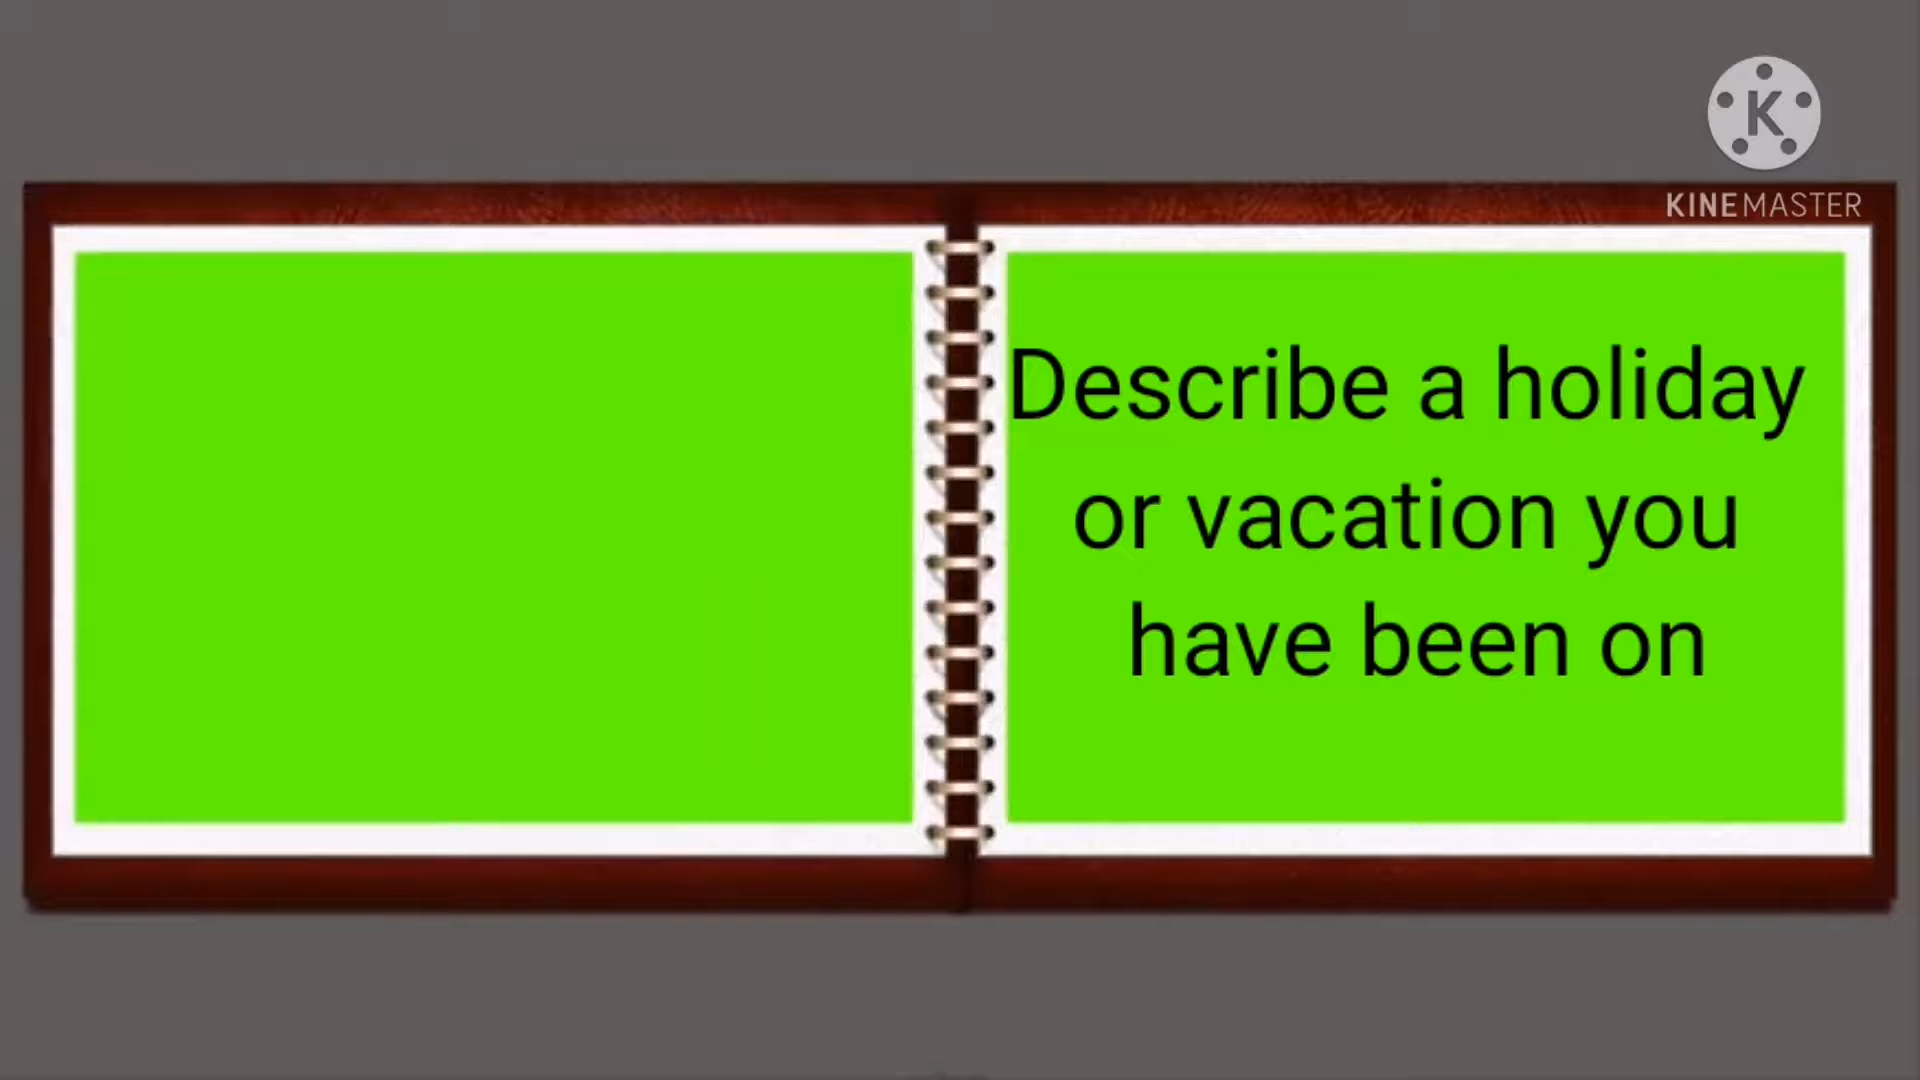 K
KINEMASTER
Describe a holiday
or vacation you
have been on